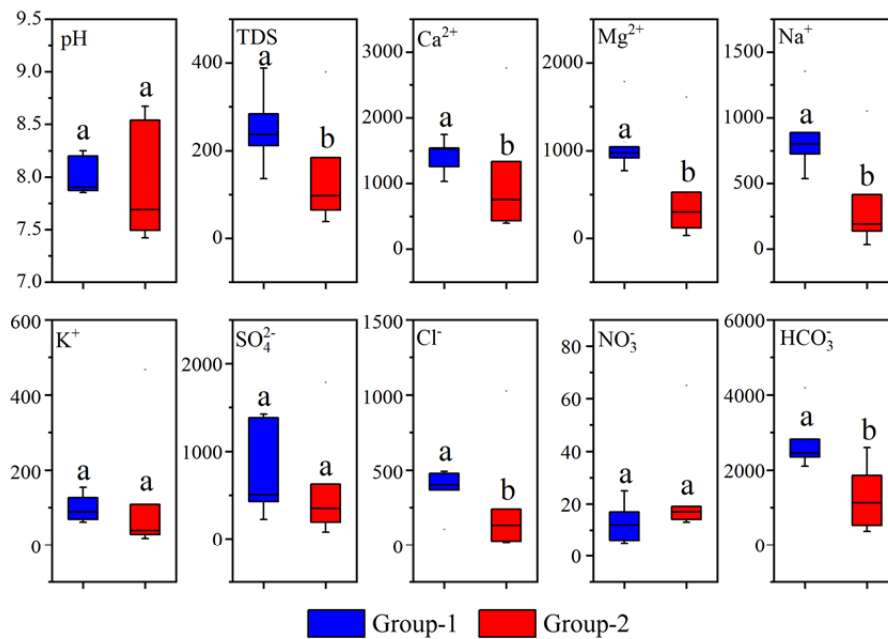 pH
9.5
9.0
8.5
8.0
7.5
7.0
a
a
TDS
400
200
0
a
b
Ca²⁺
3000
2000
1000
0
a
b
Mg²⁺
2000
1000
0
a
b
Na⁺
1500
750
500
0
a
b
K⁺
600
400
200
0
a
a
SO₄²⁻
2000
1000
0
a
a
Cl⁻
1500
1000
500
0
a
b
NO₃⁻
80
60
40
20
0
a
a
HCO₃⁻
6000
4000
2000
0
a
b
Group-1
Group-2